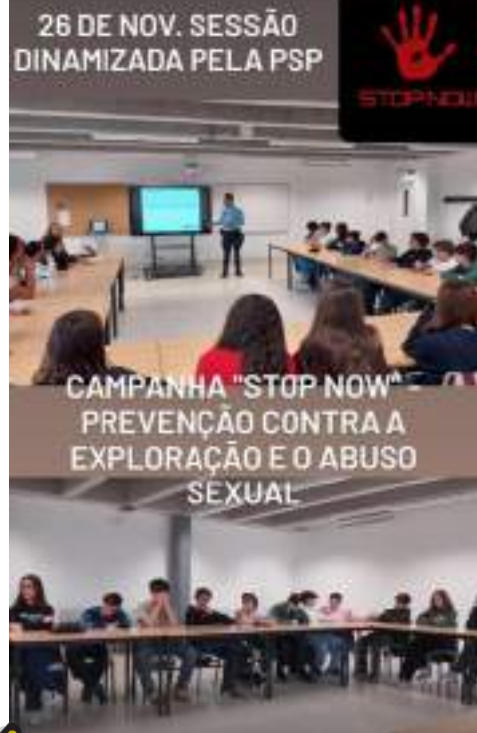 26 DE NOV. SESSÃO
DINAMIZADA PELA PSP
STOP NOW
CAMPANHA "STOP NOW" -
PREVENÇÃO CONTRA A
EXPLORAÇÃO E O ABUSO
SEXUAL